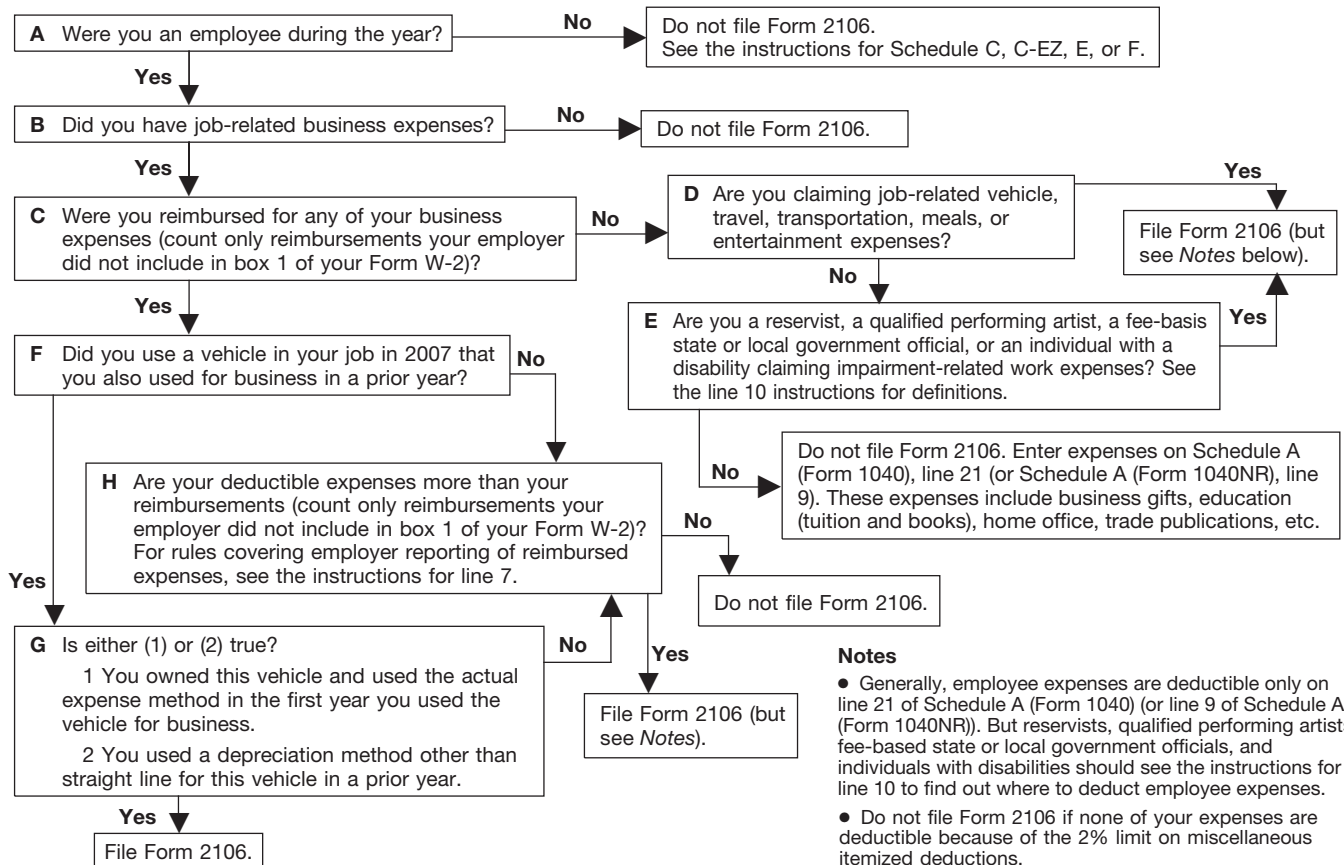 A Were you an employee during the year?
No
Do not file Form 2106.
See the instructions for Schedule C, C-EZ, E, or F.
Yes
B Did you have job-related business expenses?
No
Do not file Form 2106.
Yes
C Were you reimbursed for any of your business
expenses (count only reimbursements your employer
did not include in box 1 of your Form W-2)?
No
D Are you claiming job-related vehicle,
travel, transportation, meals, or
entertainment expenses?
Yes
File Form 2106 (but
see Notes below).
No
Yes
E Are you a reservist, a qualified performing artist, a fee-basis
state or local government official, or an individual with a
disability claiming impairment-related work expenses? See
the line 10 instructions for definitions.
Yes
F Did you use a vehicle in your job in 2007 that
you also used for business in a prior year?
No
No
Do not file Form 2106. Enter expenses on Schedule A
(Form 1040), line 21 (or Schedule A (Form 1040NR), line
9). These expenses include business gifts, education
(tuition and books), home office, trade publications, etc.
H Are your deductible expenses more than your
reimbursements (count only reimbursements your
employer did not include in box 1 of your Form W-2)?
For rules covering employer reporting of reimbursed
expenses, see the instructions for line 7.
No
Do not file Form 2106.
Yes
G Is either (1) or (2) true?
1 You owned this vehicle and used the actual
expense method in the first year you used the
vehicle for business.
2 You used a depreciation method other than
straight line for this vehicle in a prior year.
No
Yes
File Form 2106 (but
see Notes).
Yes
File Form 2106.
Notes
● Generally, employee expenses are deductible only on
line 21 of Schedule A (Form 1040) (or line 9 of Schedule A
(Form 1040NR)). But reservists, qualified performing artists
fee-based state or local government officials, and
individuals with disabilities should see the instructions for
line 10 to find out where to deduct employee expenses.
● Do not file Form 2106 if none of your expenses are
deductible because of the 2% limit on miscellaneous
itemized deductions.